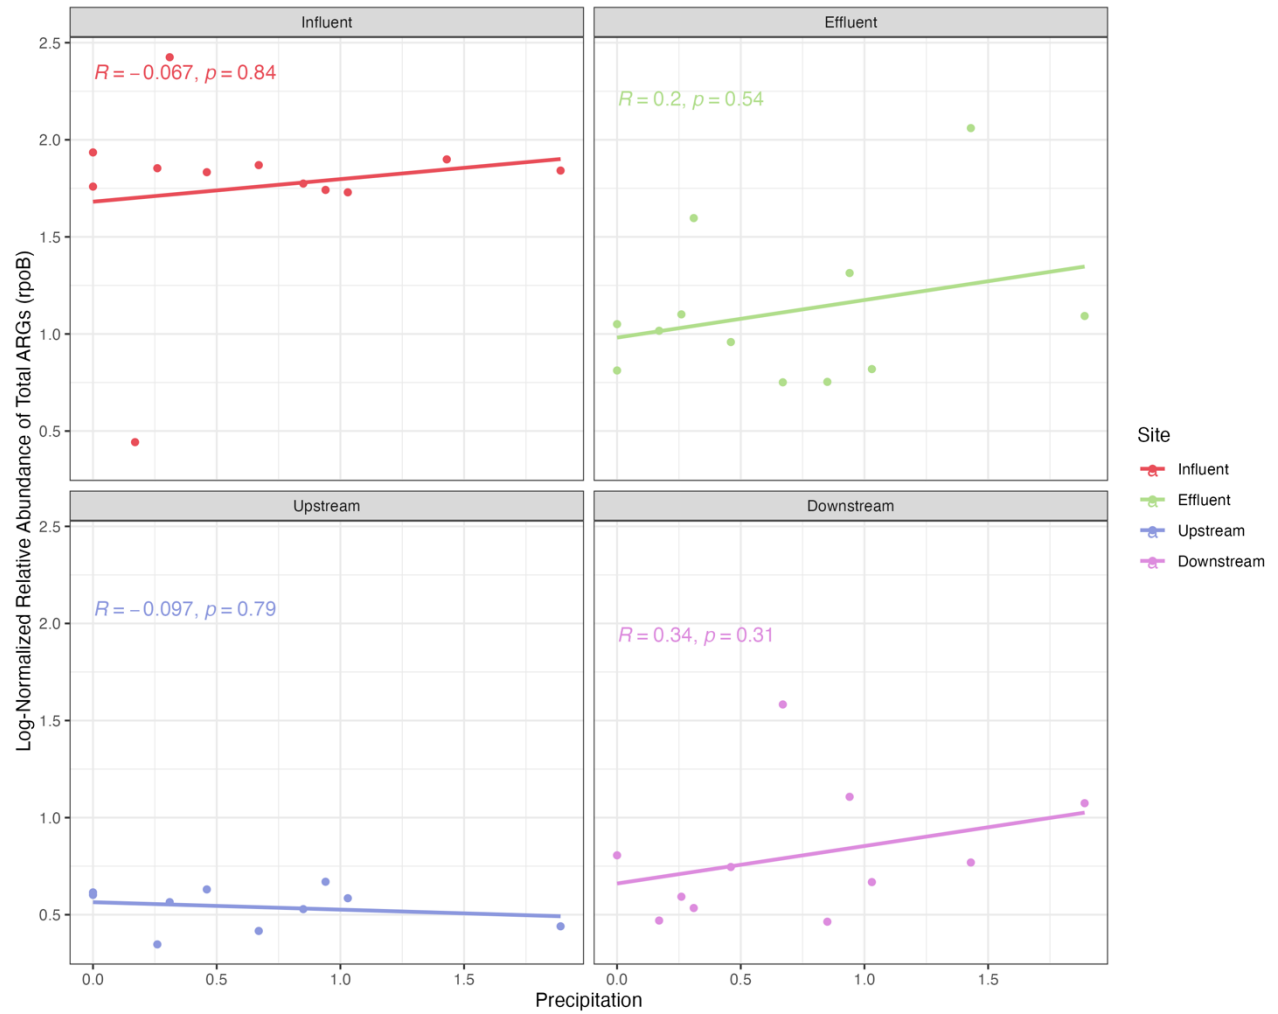 Influent
Effluent
2.5
2.0
1.5
1.0
0.5
R = −0.067, p = 0.84
R = 0.2, p = 0.54
Upstream
Downstream
2.5
2.0
1.5
1.0
0.5
R = −0.097, p = 0.79
R = 0.34, p = 0.31
0.0 0.5 1.0 1.5
0.0 0.5 1.0 1.5
Precipitation
Log-Normalized Relative Abundance of Total ARGs (rpoB)
Site
a Influent
a Effluent
a Upstream
a Downstream